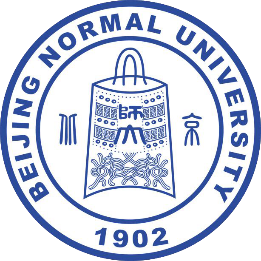 BEIJING NORMAL UNIVERSITY
師
北 大 京
1902